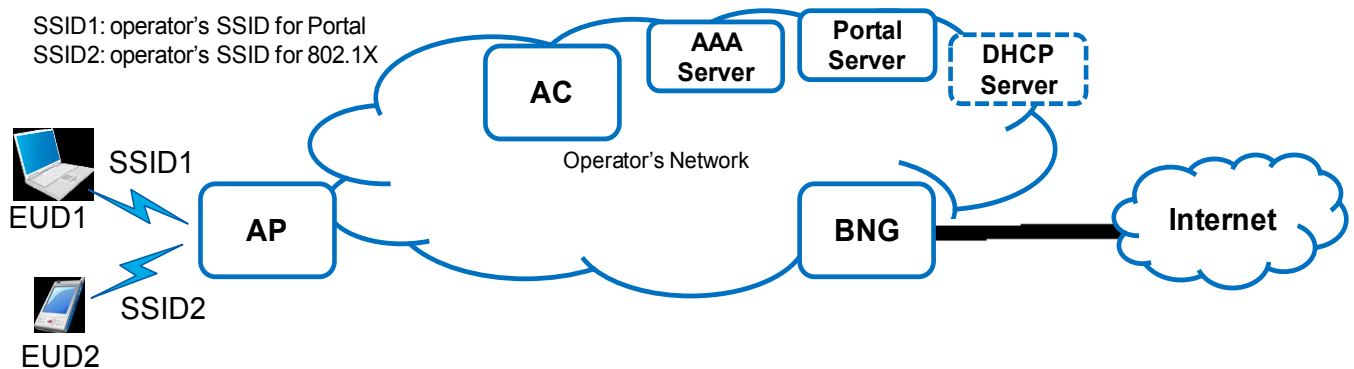 SSID1: operator's SSID for Portal
SSID2: operator's SSID for 802.1X
AC
AAA
Server
Portal
Server
DHCP
Server
Operator's Network
SSID1
EUD1
AP
BNG
Internet
SSID2
EUD2